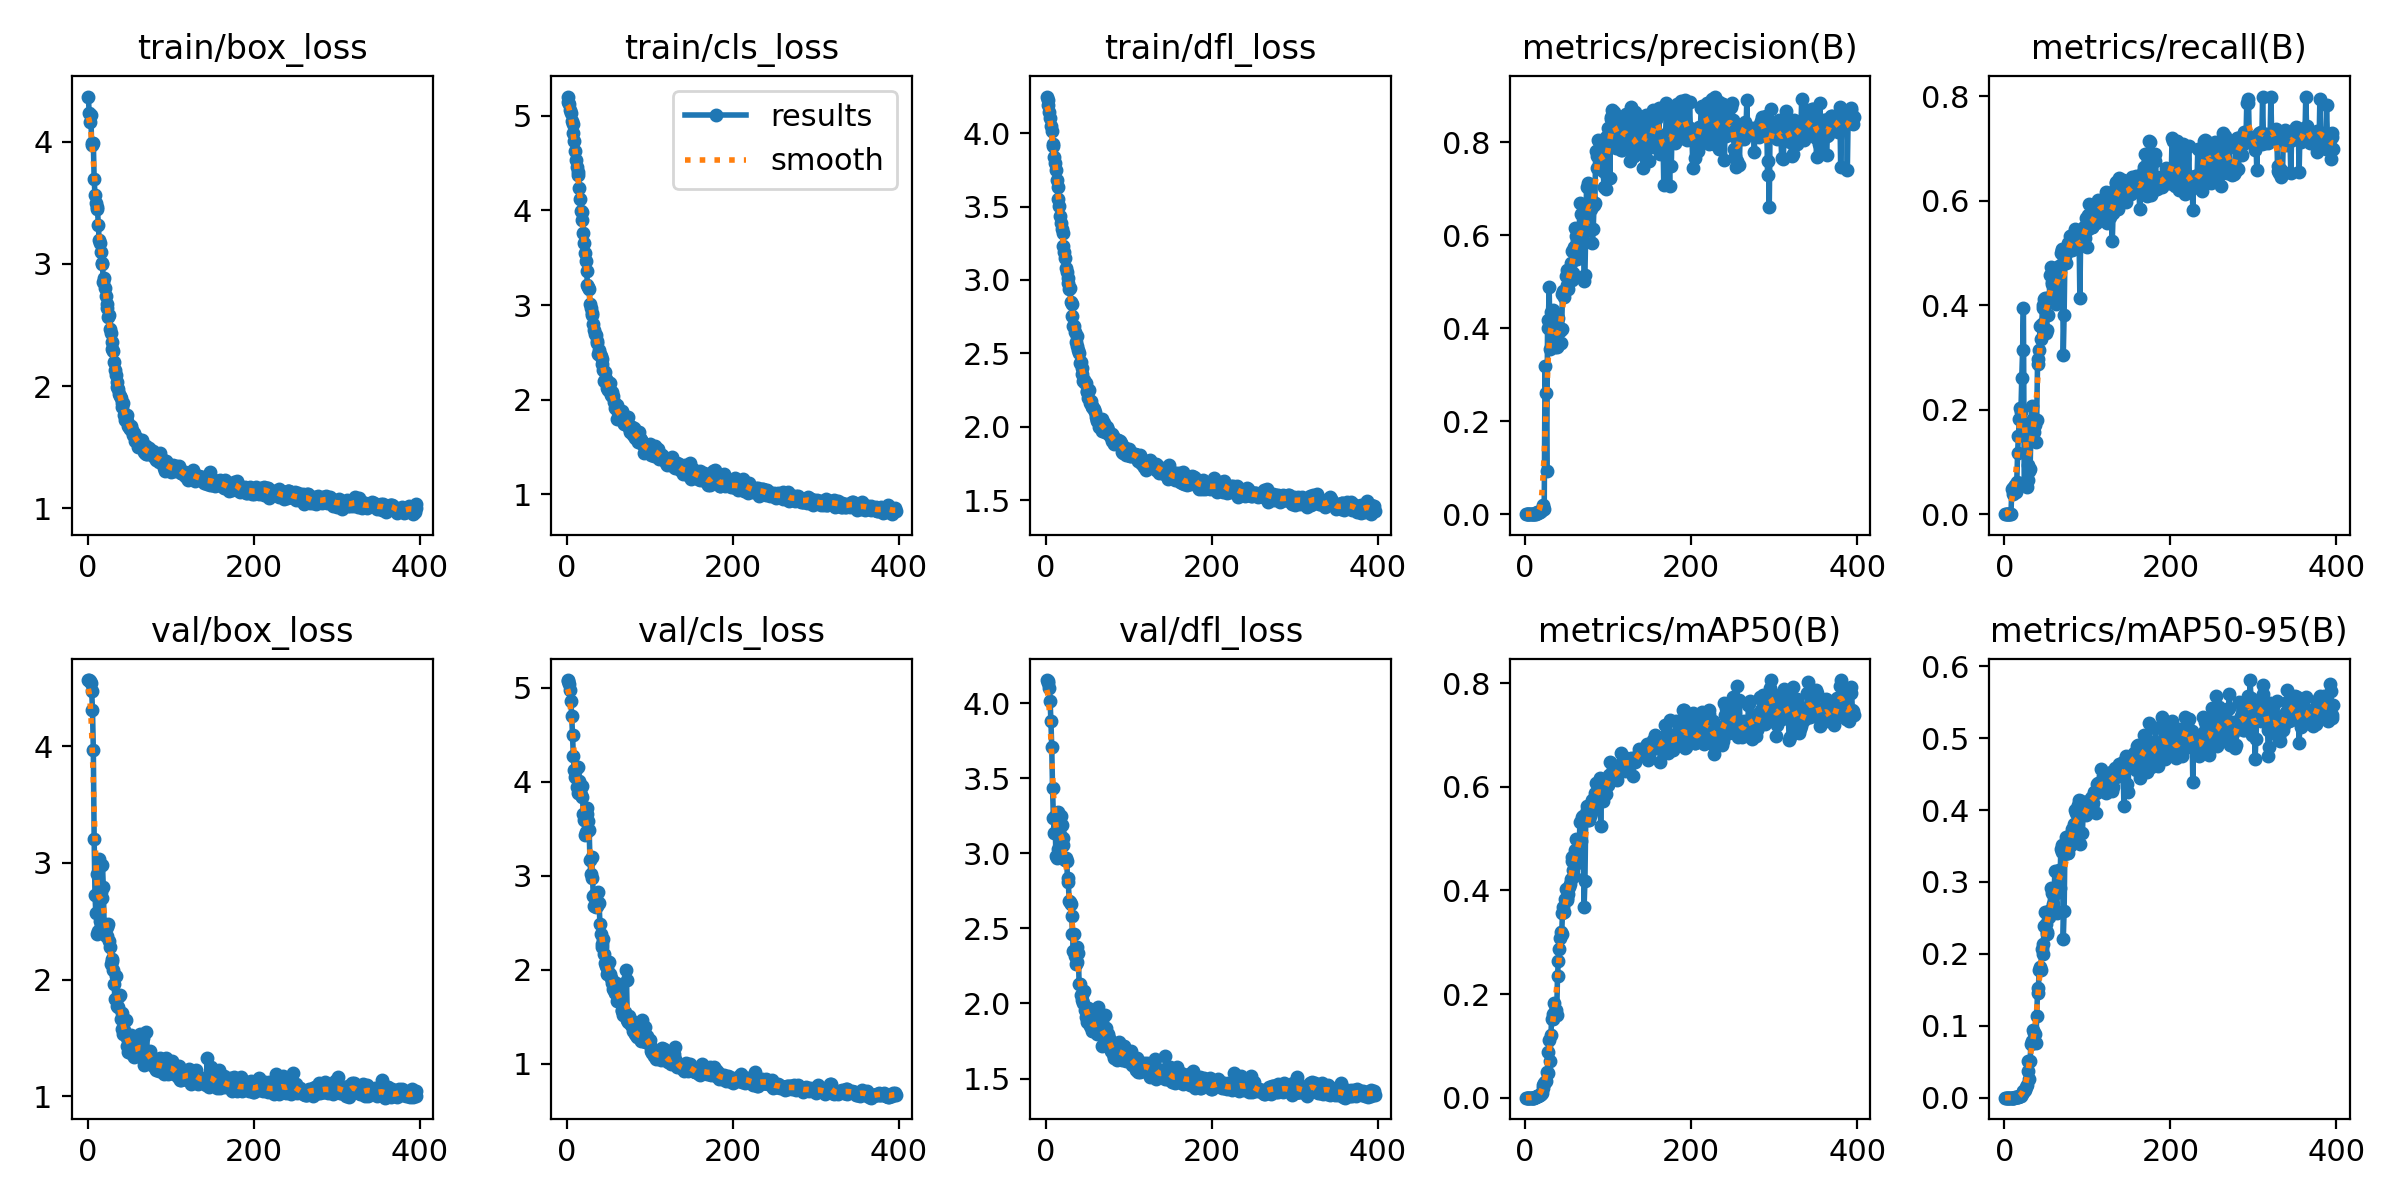 train/box_loss
4
3
2
1
0 200 400
train/cls_loss
results
smooth
5
4
3
2
1
0 200 400
train/dfl_loss
4.0
3.5
3.0
2.5
2.0
1.5
0 200 400
metrics/precision(B)
0.8
0.6
0.4
0.2
0.0
0 200 400
metrics/recall(B)
0.8
0.6
0.4
0.2
0.0
0 200 400
val/box_loss
4
3
2
1
0 200 400
val/cls_loss
5
4
3
2
1
0 200 400
val/dfl_loss
4.0
3.5
3.0
2.5
2.0
1.5
0 200 400
metrics/mAP50(B)
0.8
0.6
0.4
0.2
0.0
0 200 400
metrics/mAP50-95(B)
0.6
0.5
0.4
0.3
0.2
0.1
0.0
0 200 400